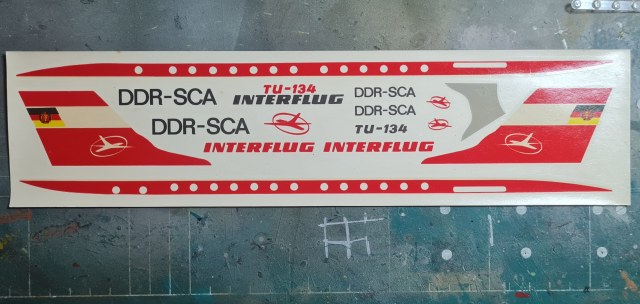 DDR-SCA
TU-134
INTERFLUG
DDR-SCA
DDR-SCA
DDR-SCA
TU-134
INTERFLUG INTERFLUG